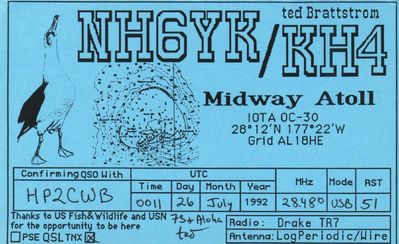 ted Brattstrom
NH6YK/KH4
Midway Atoll
IOTA OC-30
28°12'N 177°22'W
Grid AL18HE
Confirming QSO With UTC MHz Mode RST
Time Day Month Year
HP2CWB 0011 26 July 1992 28.480 USB 51
Thanks to US Fish&Wildlife and USN
for the opportunity to be here
PSE QSL TNX ☒
73 & Aloha
ted
Radio: Drake TR7
Antenna: LogPeriodic/Wire